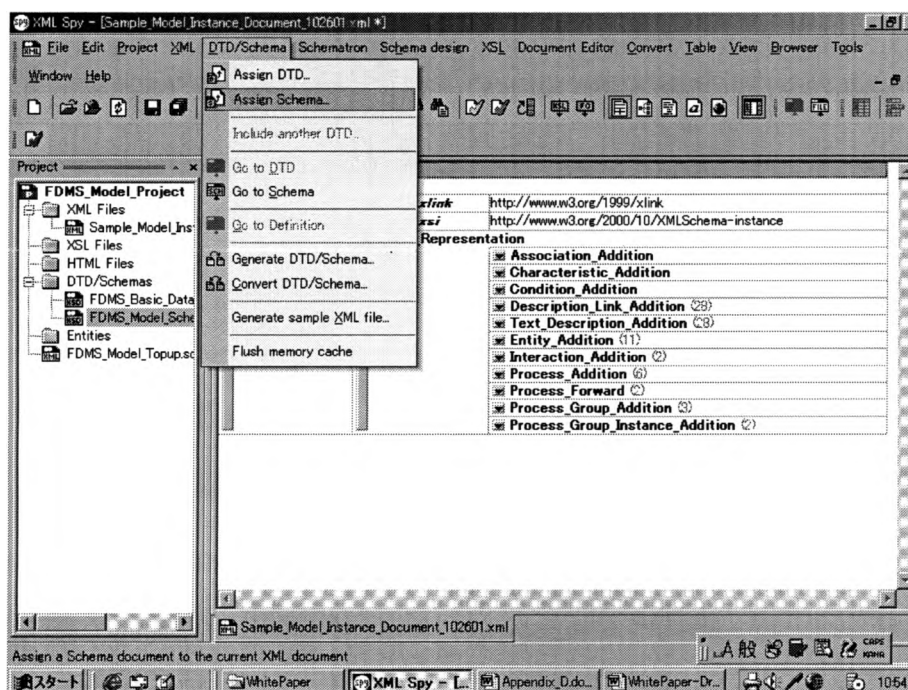 XML Spy - [Sample_Model_Instance_Document_102601.xml *]
File Edit Project XML DTD/Schema Schematron Schema design XSL Document Editor Convert Table View Browser Tools
Window Help
Assign DTD...
Assign Schema...
Include another DTD...
Go to DTD
Go to Schema
Go to Definition
Generate DTD/Schema...
Convert DTD/Schema...
Generate sample XML file...
Flush memory cache
Project
FDMS_Model_Project
XML Files
Sample_Model_Ins
XSL Files
HTML Files
DTD/Schemas
FDMS_Basic_Data
FDMS_Model_Sche
Entities
FDMS_Model_Topup.sc
xlink http://www.w3.org/1999/xlink
xsi http://www.w3.org/2000/10/XMLSchema-instance
Representation
Association_Addition
Characteristic_Addition
Condition_Addition
Description_Link_Addition (28)
Text_Description_Addition (28)
Entity_Addition (11)
Interaction_Addition (2)
Process_Addition (6)
Process_Forward (2)
Process_Group_Addition (3)
Process_Group_Instance_Addition (2)
Sample_Model_Instance_Document_102601.xml
Assign a Schema document to the current XML document
A 般 CAPS KANA
スタート WhitePaper XML Spy - [... Appendix_D.do... WhitePaper-Dr... 10:54